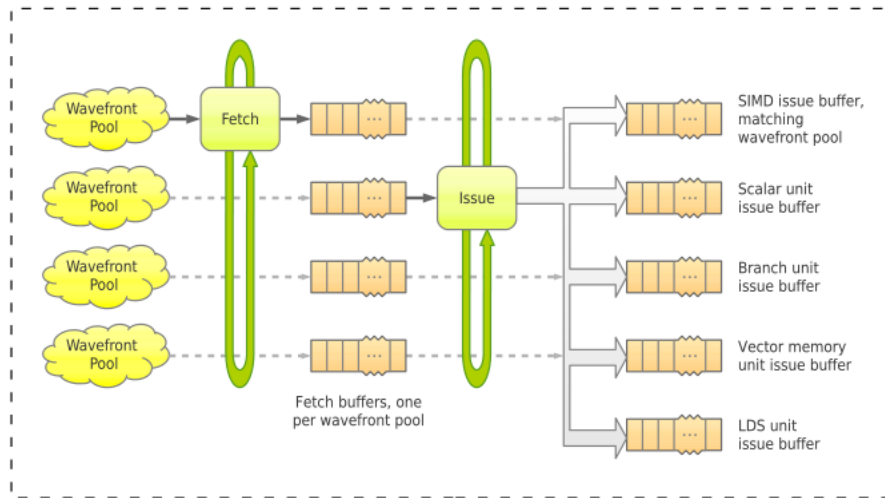 Wavefront
Pool
Fetch
...
SIMD issue buffer,
matching
wavefront pool
...
Wavefront
Pool
...
Issue
...
Scalar unit
issue buffer
Wavefront
Pool
...
...
Branch unit
issue buffer
Wavefront
Pool
...
...
Vector memory
unit issue buffer
Fetch buffers, one
per wavefront pool
...
LDS unit
issue buffer